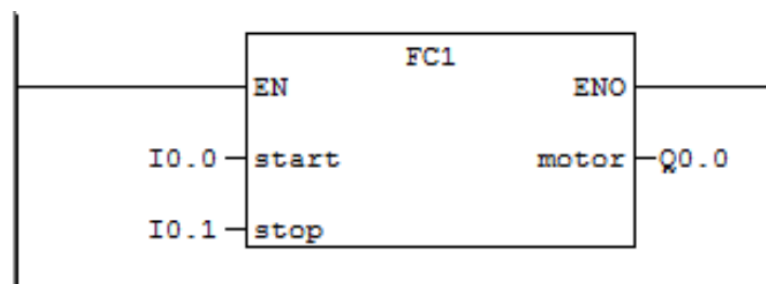 FC1
EN ENO
I0.0 start motor Q0.0
I0.1 stop